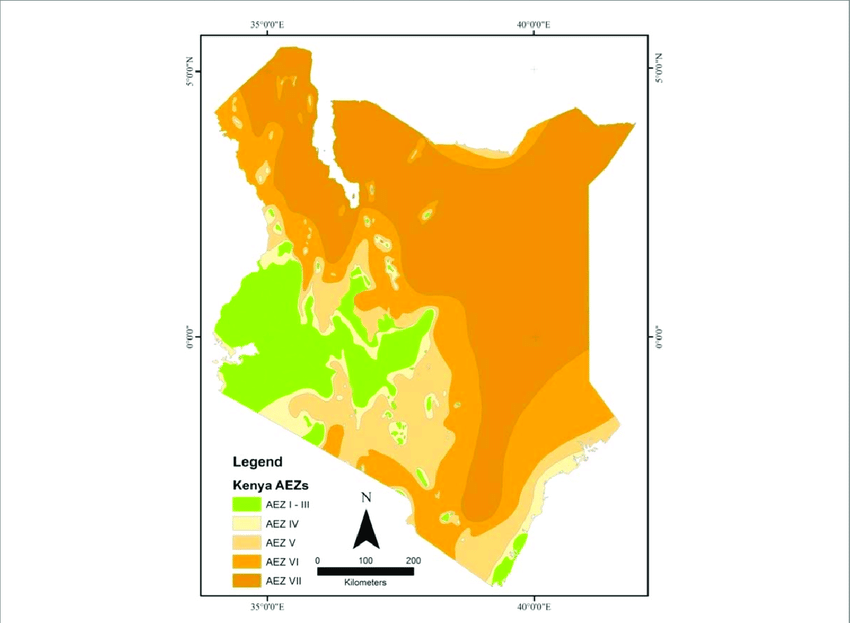 35°0'0"E 40°0'0"E
5°0'0"N 5°0'0"N
0°0'0" 0°0'0"
Legend
Kenya AEZs
AEZ I - III
AEZ IV
AEZ V
AEZ VI
AEZ VII
N
0 100 200
Kilometers
35°0'0"E 40°0'0"E